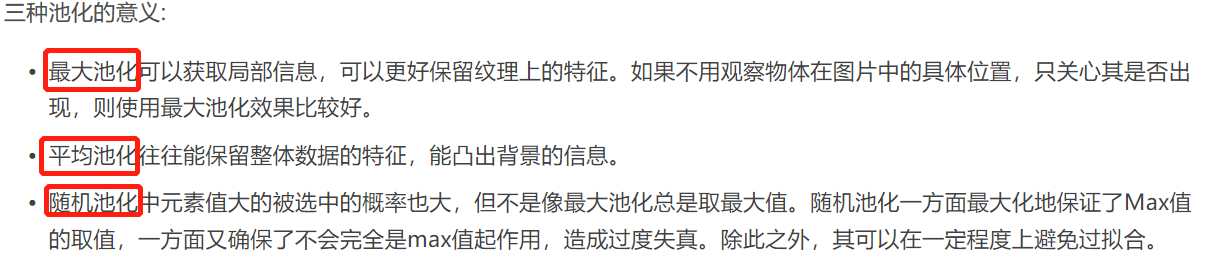 三种池化的意义:
• 最大池化可以获取局部信息，可以更好保留纹理上的特征。如果不用观察物体在图片中的具体位置，只关心其是否出
现，则使用最大池化效果比较好。
• 平均池化往往能保留整体数据的特征，能凸出背景的信息。
• 随机池化中元素值大的被选中的概率也大，但不是像最大池化总是取最大值。随机池化一方面最大化地保证了Max值
的取值，一方面又确保了不会完全是max值起作用，造成过度失真。除此之外，其可以在一定程度上避免过拟合。